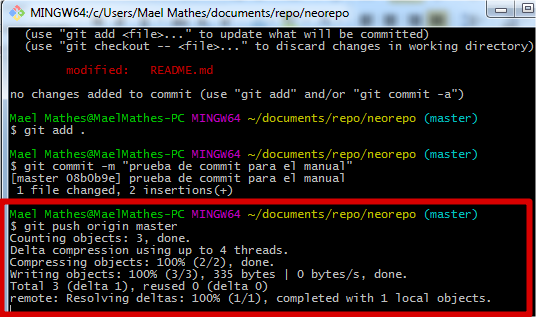 MINGW64:/c/Users/Mael Mathes/documents/repo/neorepo
(use "git add <file>..." to update what will be committed)
(use "git checkout -- <file>..." to discard changes in working directory)
modified:   README.md
no changes added to commit (use "git add" and/or "git commit -a")
Mael Mathes@MaelMathes-PC MINGW64 ~/documents/repo/neorepo (master)
$ git add .
Mael Mathes@MaelMathes-PC MINGW64 ~/documents/repo/neorepo (master)
$ git commit -m "prueba de commit para el manual"
[master 08b0b9e] prueba de commit para el manual
1 file changed, 2 insertions(+)
Mael Mathes@MaelMathes-PC MINGW64 ~/documents/repo/neorepo (master)
$ git push origin master
Counting objects: 3, done.
Delta compression using up to 4 threads.
Compressing objects: 100% (2/2), done.
Writing objects: 100% (3/3), 335 bytes | 0 bytes/s, done.
Total 3 (delta 1), reused 0 (delta 0)
remote: Resolving deltas: 100% (1/1), completed with 1 local objects.